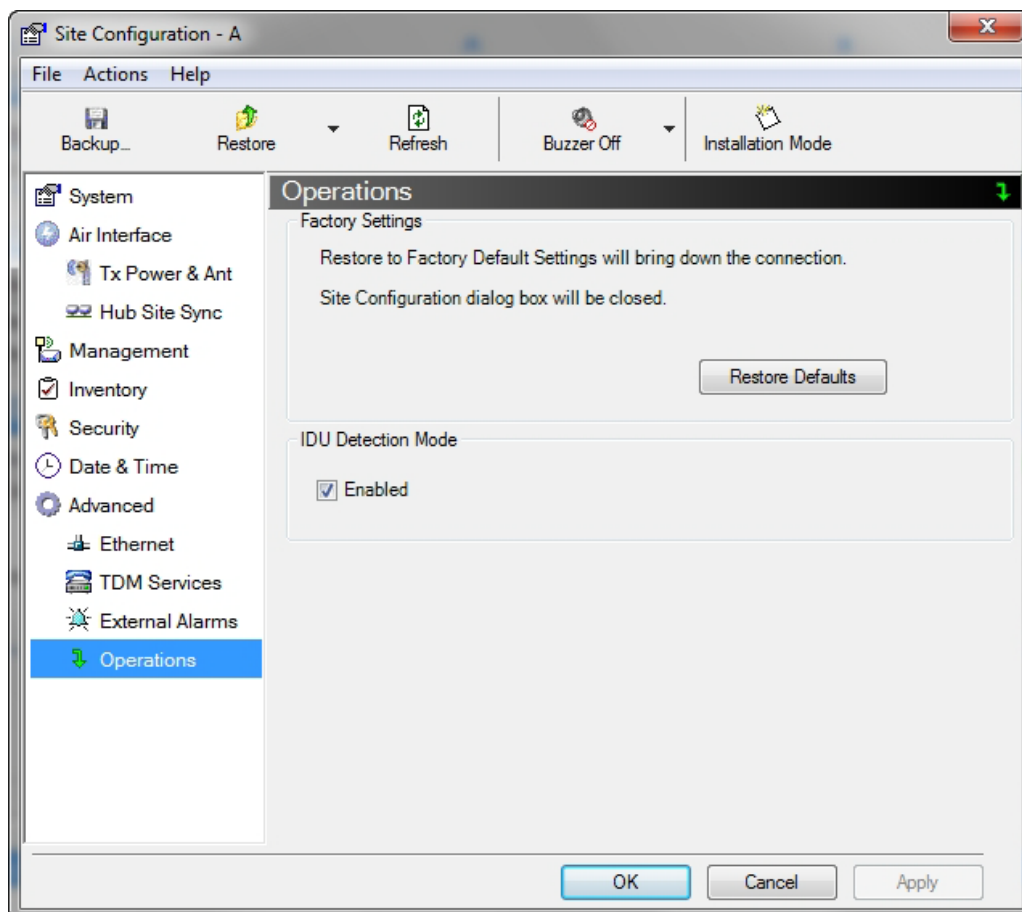 Site Configuration - A
File Actions Help
Backup... Restore Refresh Buzzer Off Installation Mode
System
Air Interface
Tx Power & Ant
Hub Site Sync
Management
Inventory
Security
Date & Time
Advanced
Ethernet
TDM Services
External Alarms
Operations
Operations
Factory Settings
Restore to Factory Default Settings will bring down the connection.
Site Configuration dialog box will be closed.
Restore Defaults
IDU Detection Mode
Enabled
OK Cancel Apply